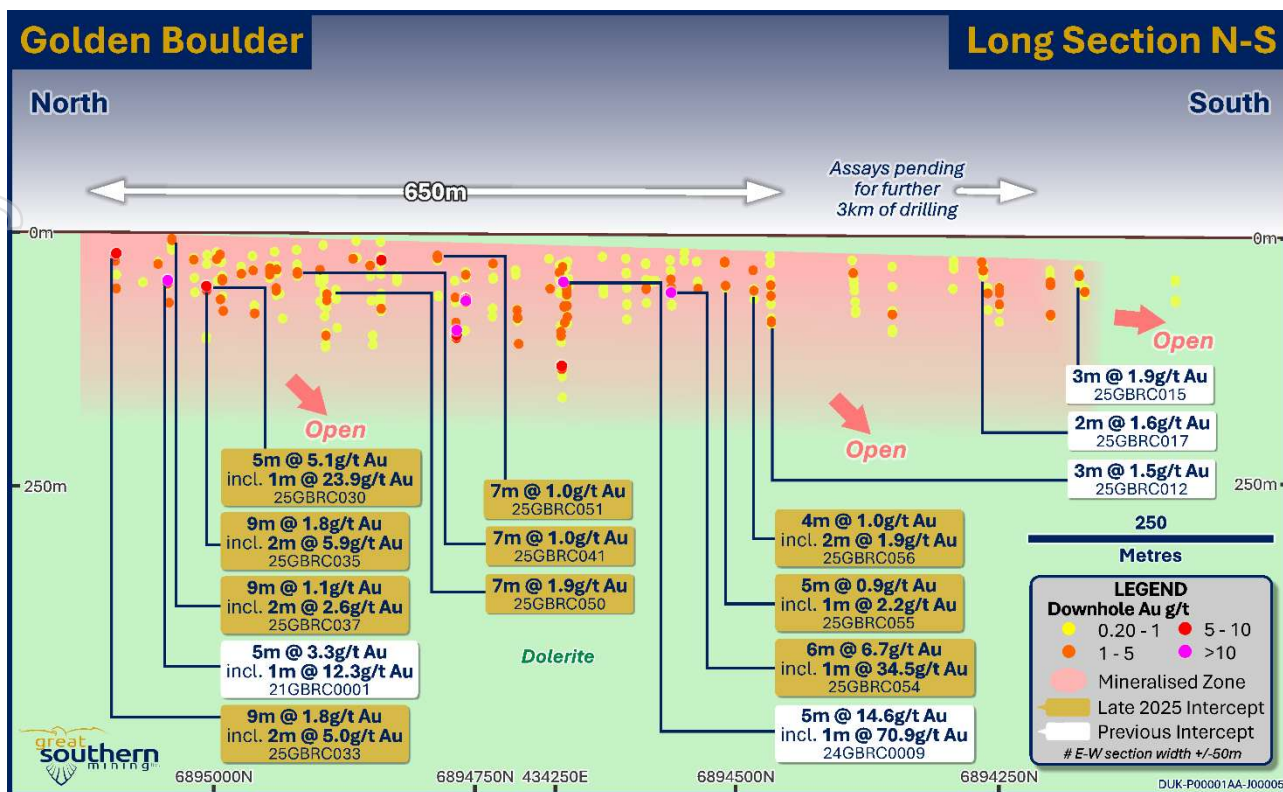 Golden Boulder
Long Section N-S
North
South
650m
Assays pending
for further
3km of drilling
0m
0m
Open
Open
Open
3m @ 1.9g/t Au
25GBRC015
2m @ 1.6g/t Au
25GBRC017
3m @ 1.5g/t Au
25GBRC012
5m @ 5.1g/t Au
incl. 1m @ 23.9g/t Au
25GBRC030
9m @ 1.8g/t Au
incl. 2m @ 5.9g/t Au
25GBRC035
9m @ 1.1g/t Au
incl. 2m @ 2.6g/t Au
25GBRC037
5m @ 3.3g/t Au
incl. 1m @ 12.3g/t Au
21GBRC0001
9m @ 1.8g/t Au
incl. 2m @ 5.0g/t Au
25GBRC033
7m @ 1.0g/t Au
25GBRC051
7m @ 1.0g/t Au
25GBRC041
7m @ 1.9g/t Au
25GBRC050
4m @ 1.0g/t Au
incl. 2m @ 1.9g/t Au
25GBRC056
5m @ 0.9g/t Au
incl. 1m @ 2.2g/t Au
25GBRC055
6m @ 6.7g/t Au
incl. 1m @ 34.5g/t Au
25GBRC054
5m @ 14.6g/t Au
incl. 1m @ 70.9g/t Au
24GBRC0009
250m
250m
Dolerite
250
Metres
LEGEND
Downhole Au g/t
0.20 - 1
5 - 10
1 - 5
>10
Mineralised Zone
Late 2025 Intercept
Previous Intercept
# E-W section width +/-50m
great
southern
mining
6895000N
6894750N
434250E
6894500N
6894250N
DUK-P00001AA-J00005